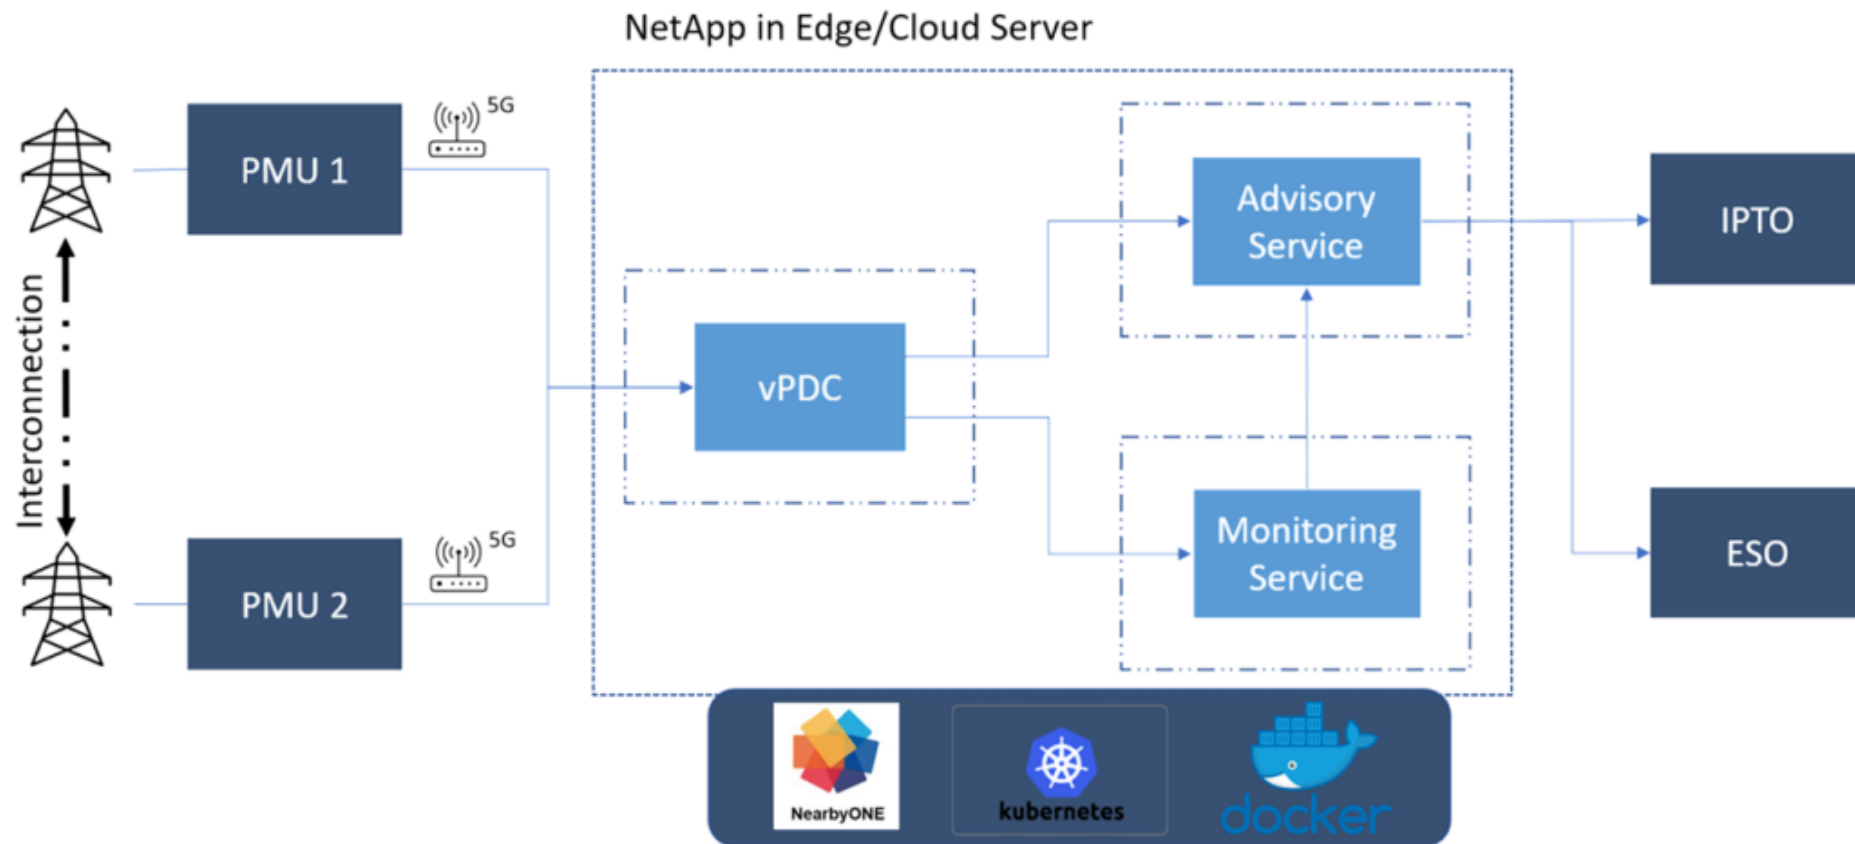 NetApp in Edge/Cloud Server
5G
PMU 1
Advisory
Service
IPTO
Interconnection
vPDC
5G
PMU 2
Monitoring
Service
ESO
NearbyONE
kubernetes
docker